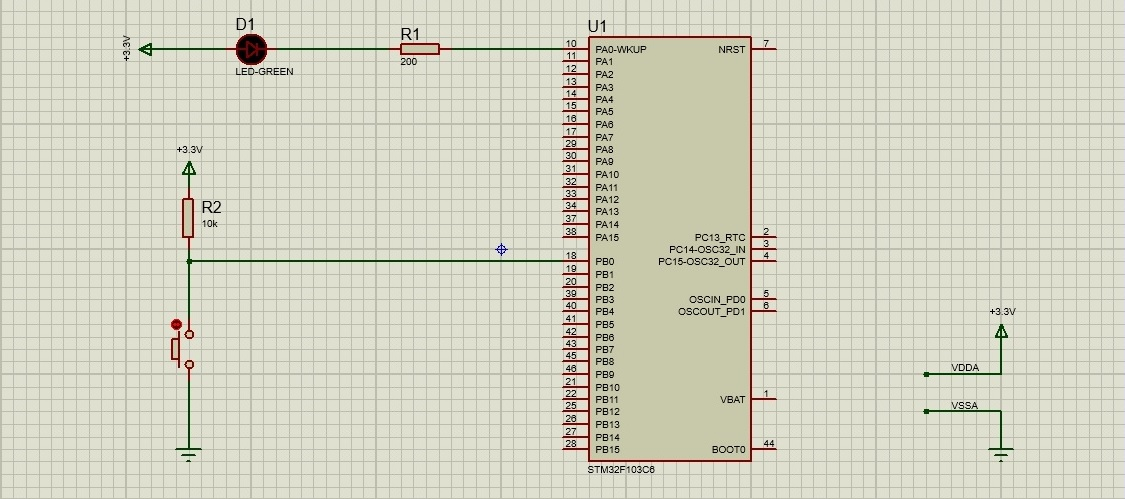 D1
+3.3V
LED-GREEN
R1
200
+3.3V
R2
10k
U1
10 PA0-WKUP
11 PA1
12 PA2
13 PA3
14 PA4
15 PA5
16 PA6
17 PA7
29 PA8
30 PA9
31 PA10
32 PA11
33 PA12
34 PA13
37 PA14
38 PA15
18 PB0
19 PB1
20 PB2
39 PB3
40 PB4
41 PB5
42 PB6
43 PB7
45 PB8
46 PB9
21 PB10
22 PB11
25 PB12
26 PB13
27 PB14
28 PB15
NRST 7
PC13_RTC 2
PC14-OSC32_IN 3
PC15-OSC32_OUT 4
OSCIN_PD0 5
OSCOUT_PD1 6
VBAT 1
BOOT0 44
STM32F103C6
+3.3V
VDDA
VSSA